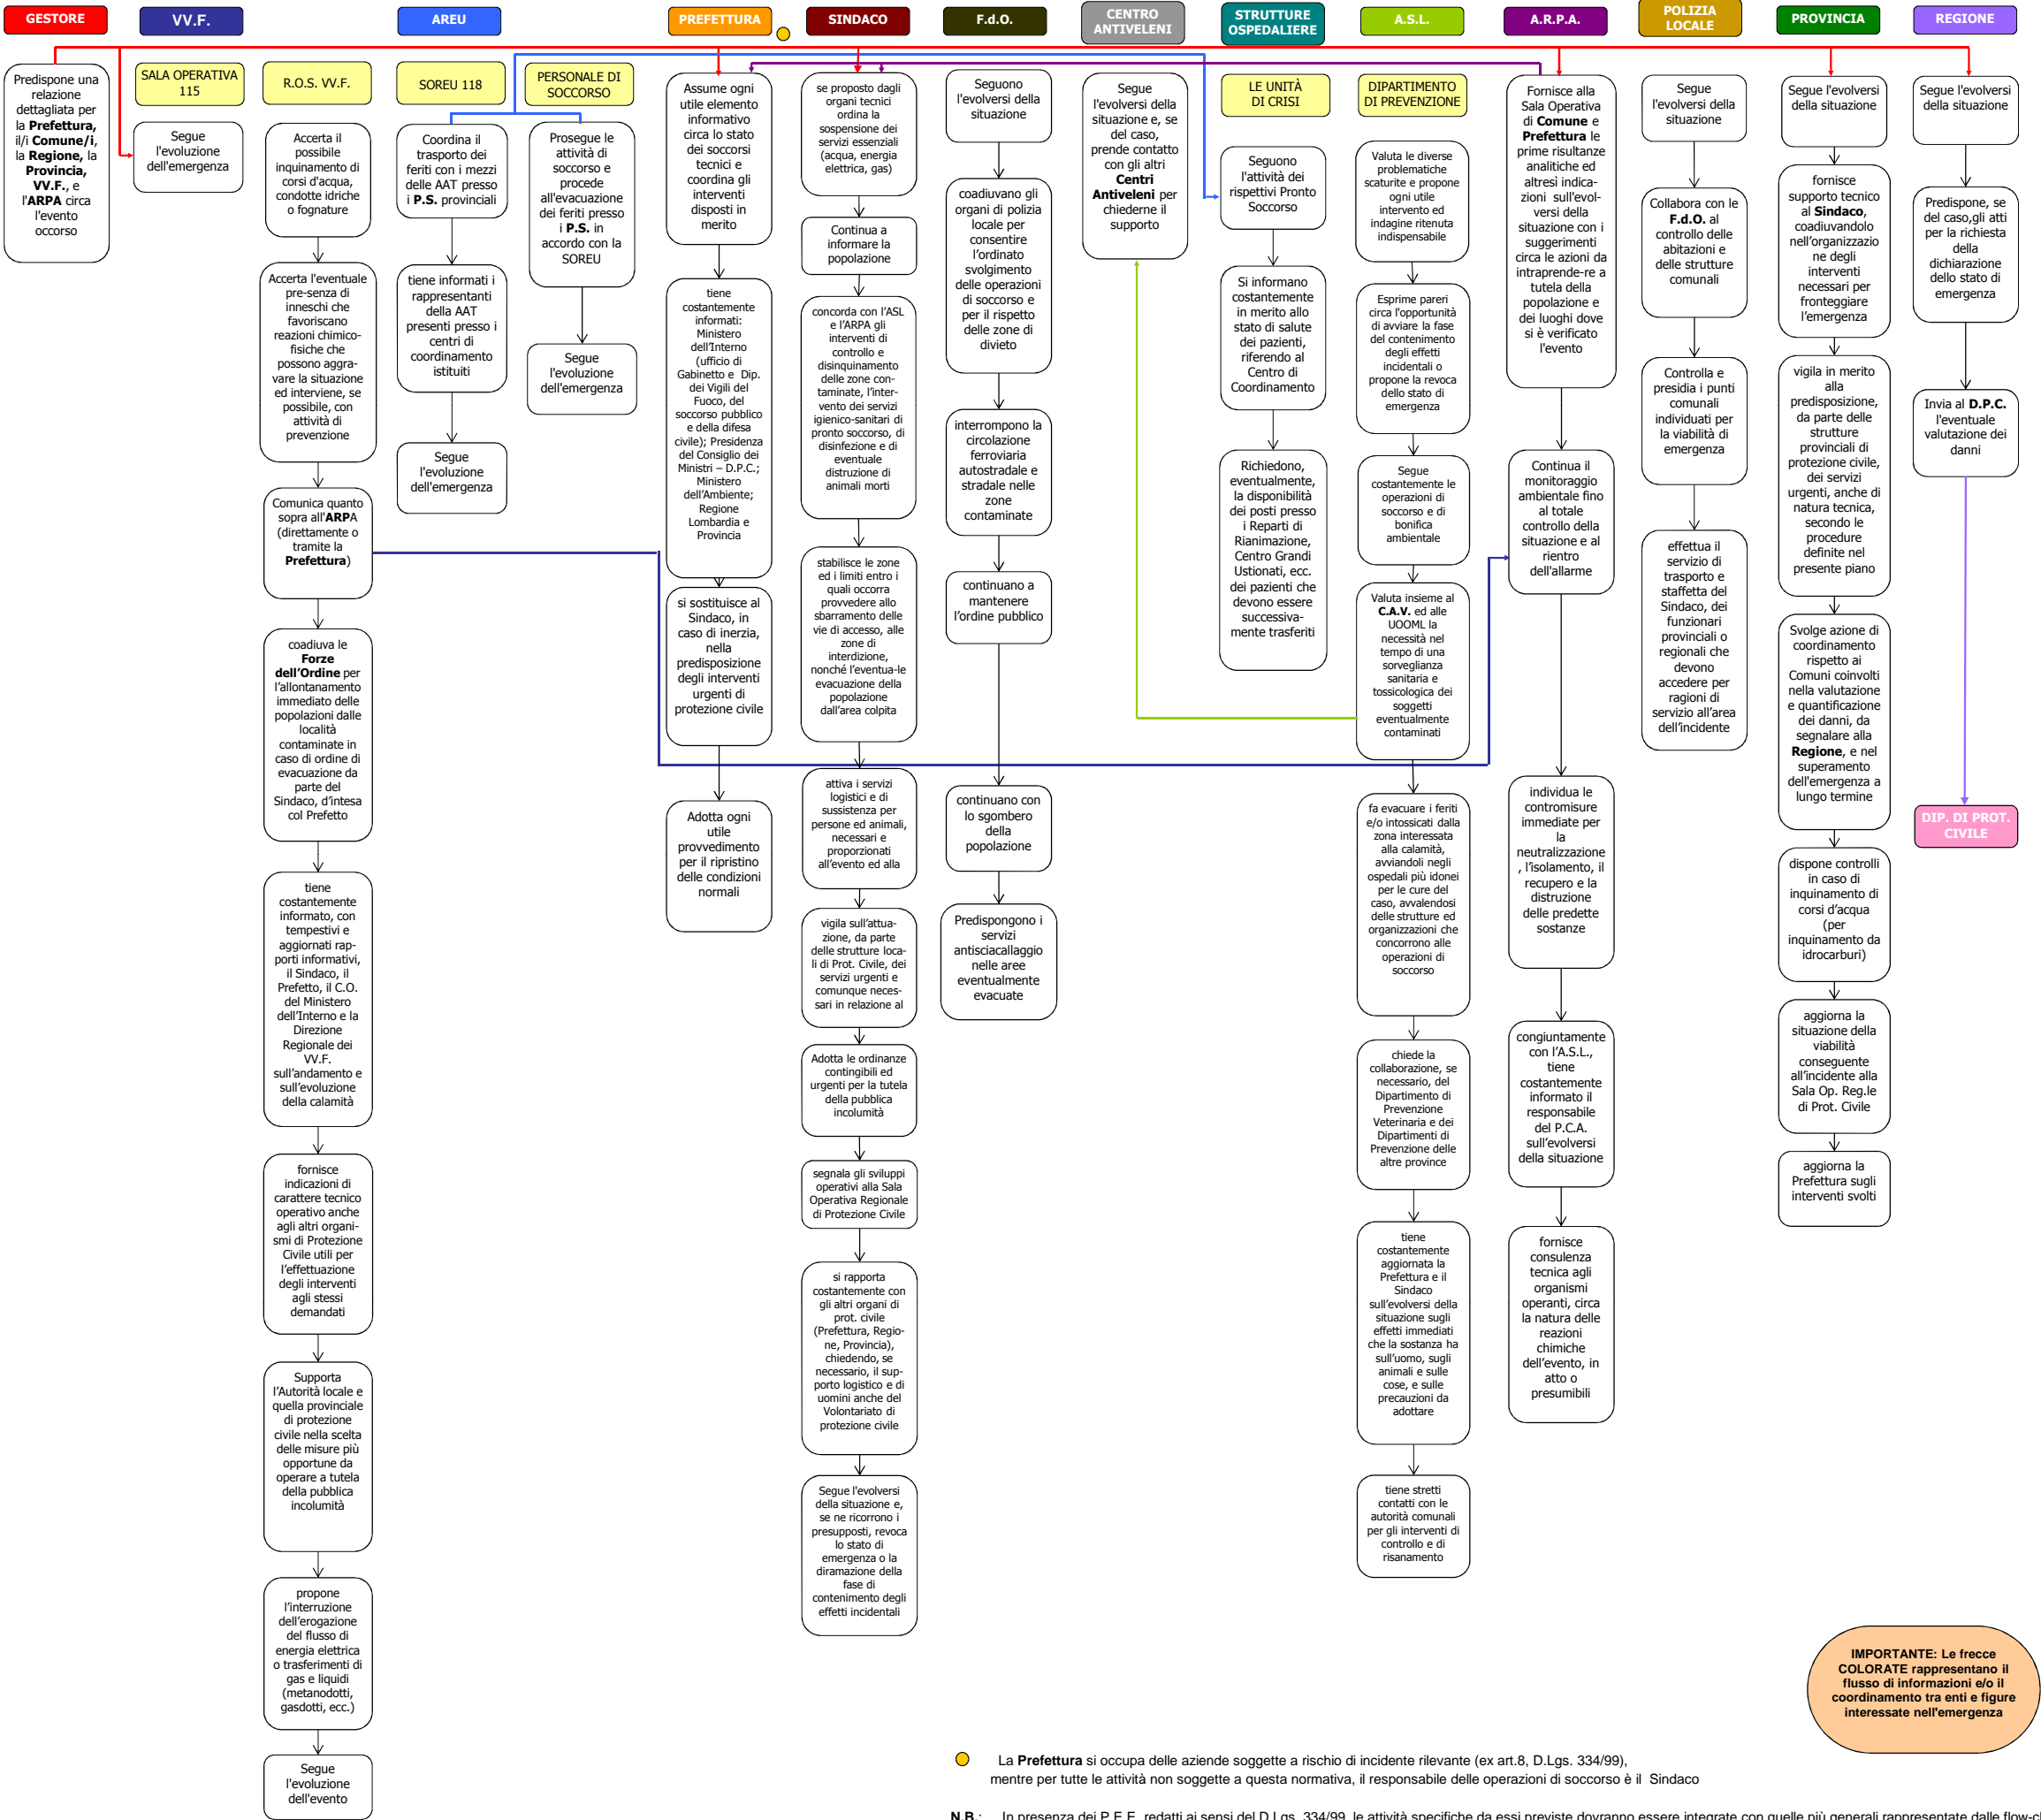 GESTORE
VV.F.
AREU
PREFETTURA
SINDACO
F.d.O.
CENTRO
ANTIVELENI
STRUTTURE
OSPEDALIERE
A.S.L.
A.R.P.A.
POLIZIA
LOCALE
PROVINCIA
REGIONE
Predispone una
relazione
dettagliata per
la Prefettura,
il/i Comune/i,
la Regione, la
Provincia,
VV.F., e
l'ARPA circa
l'evento
occorso
SALA OPERATIVA
115
Segue
l'evoluzione
dell'emergenza
R.O.S. VV.F.
Accerta il
possibile
inquinamento di
corsi d'acqua,
condotte idriche
o fognature
Accerta l'eventuale
pre-senza di
inneschi che
favoriscano
reazioni chimico-
fisiche che
possono aggra-
vare la situazione
ed interviene, se
possibile, con
attività di
prevenzione
Comunica quanto
sopra all'ARPA
(direttamente o
tramite la
Prefettura)
coadiuva le
Forze
dell'Ordine per
l'allontanamento
immediato delle
popolazioni dalle
località
contaminate in
caso di ordine di
evacuazione da
parte del
Sindaco, d'intesa
col Prefetto
tiene
costantemente
informato, con
tempestivi e
aggiornati rap-
porti informativi,
il Sindaco, il
Prefetto, il C.O.
del Ministero
dell'Interno e la
Direzione
Regionale dei
VV.F.
sull'andamento e
sull'evoluzione
della calamità
fornisce
indicazioni di
carattere tecnico
operativo anche
agli altri organi-
smi di Protezione
Civile utili per
l'effettuazione
degli interventi
agli stessi
demandati
Supporta
l'Autorità locale e
quella provinciale
di protezione
civile nella scelta
delle misure più
opportune da
operare a tutela
della pubblica
incolumità
propone
l'interruzione
dell'erogazione
del flusso di
energia elettrica
o trasferimenti di
gas e liquidi
(metanodotti,
gasdotti, ecc.)
Segue
l'evoluzione
dell'evento
SOREU 118
Coordina il
trasporto dei
feriti con i mezzi
delle AAT presso
i P.S. provinciali
tiene informati i
rappresentanti
della AAT
presenti presso i
centri di
coordinamento
istituiti
Segue
l'evoluzione
dell'emergenza
PERSONALE DI
SOCCORSO
Prosegue le
attività di
soccorso e
procede
all'evacuazione
dei feriti presso
i P.S. in
accordo con la
SOREU
Segue
l'evoluzione
dell'emergenza
Assume ogni
utile elemento
informativo
circa lo stato
dei soccorsi
tecnici e
coordina gli
interventi
disposti in
merito
tiene
costantemente
informati:
Ministero
dell'Interno
(ufficio di
Gabinetto e Dip.
dei Vigili del
Fuoco, del
soccorso pubblico
e della difesa
civile); Presidenza
del Consiglio dei
Ministri – D.P.C.;
Ministero
dell'Ambiente;
Regione
Lombardia e
Provincia
si sostituisce al
Sindaco, in
caso di inerzia,
nella
predisposizione
degli interventi
urgenti di
protezione civile
Adotta ogni
utile
provvedimento
per il ripristino
delle condizioni
normali
se proposto dagli
organi tecnici
ordina la
sospensione dei
servizi essenziali
(acqua, energia
elettrica, gas)
Continua a
informare la
popolazione
concorda con l'ASL
e l'ARPA gli
interventi di
controllo e
disinquinamento
delle zone con-
taminate, l'inter-
vento dei servizi
igienico-sanitari di
pronto soccorso, di
disinfezione e di
eventuale
distruzione di
animali morti
stabilisce le zone
ed i limiti entro i
quali occorra
provvedere allo
sbarramento delle
vie di accesso, alle
zone di
interdizione,
nonché l'eventua-le
evacuazione della
popolazione
dall'area colpita
attiva i servizi
logistici e di
sussistenza per
persone ed animali,
necessari e
proporzionati
all'evento ed alla
vigila sull'attua-
zione, da parte
delle strutture loca-
li di Prot. Civile, dei
servizi urgenti e
comunque neces-
sari in relazione al
Adotta le ordinanze
contingibili ed
urgenti per la tutela
della pubblica
incolumità
segnala gli sviluppi
operativi alla Sala
Operativa Regionale
di Protezione Civile
si rapporta
costantemente con
gli altri organi di
prot. civile
(Prefettura, Regio-
ne, Provincia),
chiedendo, se
necessario, il sup-
porto logistico e di
uomini anche del
Volontariato di
protezione civile
Segue l'evolversi
della situazione e,
se ne ricorrono i
presupposti, revoca
lo stato di
emergenza o la
diramazione della
fase di
contenimento degli
effetti incidentali
Seguono
l'evolversi della
situazione
coadiuvano gli
organi di polizia
locale per
consentire
l'ordinato
svolgimento
delle operazioni
di soccorso e
per il rispetto
delle zone di
divieto
interrompono la
circolazione
ferroviaria
autostradale e
stradale nelle
zone
contaminate
continuano a
mantenere
l'ordine pubblico
continuano con
lo sgombero
della
popolazione
Predispongono i
servizi
antisciacallaggio
nelle aree
eventualmente
evacuate
Segue
l'evolversi della
situazione e, se
del caso,
prende contatto
con gli altri
Centri
Antiveleni per
chiederne il
supporto
LE UNITÀ
DI CRISI
Seguono
l'attività dei
rispettivi Pronto
Soccorso
Si informano
costantemente
in merito allo
stato di salute
dei pazienti,
riferendo al
Centro di
Coordinamento
Richiedono,
eventualmente,
la disponibilità
dei posti presso
i Reparti di
Rianimazione,
Centro Grandi
Ustionati, ecc.
dei pazienti che
devono essere
successiva-
mente trasferiti
DIPARTIMENTO
DI PREVENZIONE
Valuta le diverse
problematiche
scaturite e propone
ogni utile
intervento ed
indagine ritenuta
indispensabile
Esprime pareri
circa l'opportunità
di avviare la fase
del contenimento
degli effetti
incidentali o
propone la revoca
dello stato di
emergenza
Segue
costantemente le
operazioni di
soccorso e di
bonifica
ambientale
Valuta insieme al
C.A.V. ed alle
UOOML la
necessità nel
tempo di una
sorveglianza
sanitaria e
tossicologica dei
soggetti
eventualmente
contaminati
fa evacuare i feriti
e/o intossicati dalla
zona interessata
alla calamità,
avviandoli negli
ospedali più idonei
per le cure del
caso, avvalendosi
delle strutture ed
organizzazioni che
concorrono alle
operazioni di
soccorso
chiede la
collaborazione, se
necessario, del
Dipartimento di
Prevenzione
Veterinaria e dei
Dipartimenti di
Prevenzione delle
altre province
tiene
costantemente
aggiornata la
Prefettura e il
Sindaco
sull'evolversi della
situazione sugli
effetti immediati
che la sostanza ha
sull'uomo, sugli
animali e sulle
cose, e sulle
precauzioni da
adottare
tiene stretti
contatti con le
autorità comunali
per gli interventi di
controllo e di
risanamento
Fornisce alla
Sala Operativa
di Comune e
Prefettura le
prime risultanze
analitiche ed
altresì indica-
zioni sull'evol-
versi della
situazione con i
suggerimenti
circa le azioni da
intraprende-re a
tutela della
popolazione e
dei luoghi dove
si è verificato
l'evento
Continua il
monitoraggio
ambientale fino
al totale
controllo della
situazione e al
rientro
dell'allarme
individua le
contromisure
immediate per
la
neutralizzazione
, l'isolamento, il
recupero e la
distruzione
delle predette
sostanze
congiuntamente
con l'A.S.L.,
tiene
costantemente
informato il
responsabile
del P.C.A.
sull'evolversi
della situazione
fornisce
consulenza
tecnica agli
organismi
operanti, circa
la natura delle
reazioni
chimiche
dell'evento, in
atto o
presumibili
Segue
l'evolversi della
situazione
Collabora con le
F.d.O. al
controllo delle
abitazioni e
delle strutture
comunali
Controlla e
presidia i punti
comunali
individuati per
la viabilità di
emergenza
effettua il
servizio di
trasporto e
staffetta del
Sindaco, dei
funzionari
provinciali o
regionali che
devono
accedere per
ragioni di
servizio all'area
dell'incidente
Segue l'evolversi
della situazione
fornisce
supporto tecnico
al Sindaco,
coadiuvandolo
nell'organizzazio
ne degli
interventi
necessari per
fronteggiare
l'emergenza
vigila in merito
alla
predisposizione,
da parte delle
strutture
provinciali di
protezione civile,
dei servizi
urgenti, anche di
natura tecnica,
secondo le
procedure
definite nel
presente piano
Svolge azione di
coordinamento
rispetto ai
Comuni coinvolti
nella valutazione
e quantificazione
dei danni, da
segnalare alla
Regione, e nel
superamento
dell'emergenza a
lungo termine
dispone controlli
in caso di
inquinamento di
corsi d'acqua
(per
inquinamento da
idrocarburi)
aggiorna la
situazione della
viabilità
conseguente
all'incidente alla
Sala Op. Reg.le
di Prot. Civile
aggiorna la
Prefettura sugli
interventi svolti
Segue l'evolversi
della situazione
Predispone, se
del caso,gli atti
per la richiesta
della
dichiarazione
dello stato di
emergenza
Invia al D.P.C.
l'eventuale
valutazione dei
danni
DIP. DI PROT.
CIVILE
IMPORTANTE: Le frecce
COLORATE rappresentano il
flusso di informazioni e/o il
coordinamento tra enti e figure
interessate nell'emergenza
La Prefettura si occupa delle aziende soggette a rischio di incidente rilevante (ex art.8, D.Lgs. 334/99),
mentre per tutte le attività non soggette a questa normativa, il responsabile delle operazioni di soccorso è il Sindaco
N.B.: In presenza dei P.E.E. redatti ai sensi del D.Lgs. 334/99, le attività specifiche da essi previste dovranno essere integrate con quelle più generali rappresentate dalle